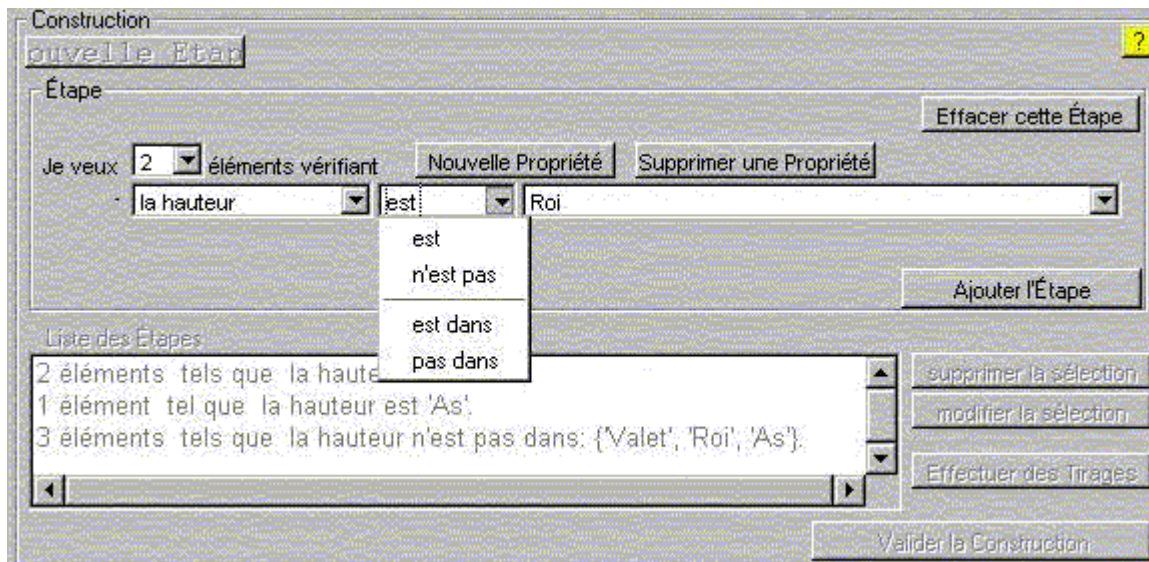 Construction
ouvelle Etap
?
Étape
Effacer cette Étape
Je veux 2 éléments vérifiant Nouvelle Propriété Supprimer une Propriété
- la hauteur est Roi
est
n'est pas
est dans
pas dans
Ajouter l'Étape
Liste des Étapes
2 éléments tels que la haute
1 élément tel que la hauteur est 'As'.
3 éléments tels que la hauteur n'est pas dans: {'Valet', 'Roi', 'As'}.
supprimer la sélection
modifier la sélection
Effectuer des Tirages
Valider la Construction